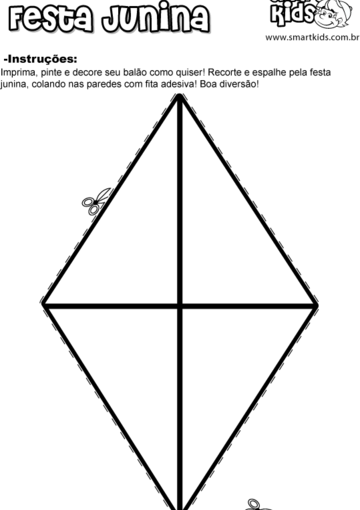 FESTA JUNINA
KIDS
www.smartkids.com.br
-Instruções:
Imprima, pinte e decore seu balão como quiser! Recorte e espalhe pela festa
junina, colando nas paredes com fita adesiva! Boa diversão!